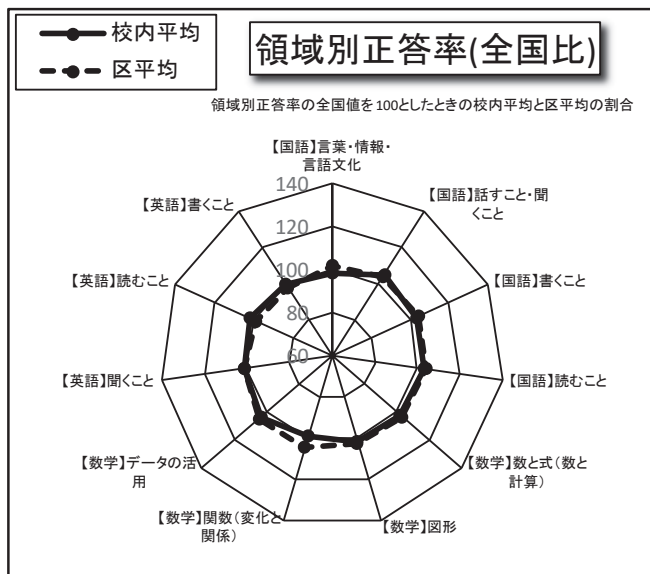 校内平均
区平均
領域別正答率(全国比)
領域別正答率の全国値を100としたときの校内平均と区平均の割合
【国語】言葉・情報・
言語文化
【国語】話すこと・聞
くこと
【国語】書くこと
【国語】読むこと
【数学】数と式(数と
計算)
【数学】図形
【数学】関数(変化と
関係)
【数学】データの活
用
【英語】聞くこと
【英語】読むこと
【英語】書くこと
140
120
100
80
60